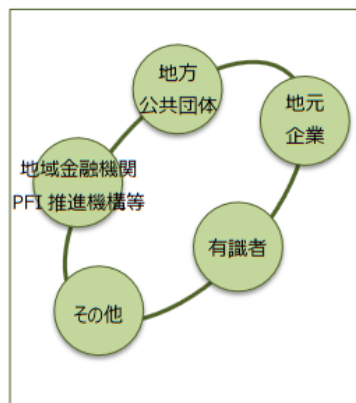 地方
公共団体
地元
企業
地域金融機関
PFI 推進機構等
有識者
その他